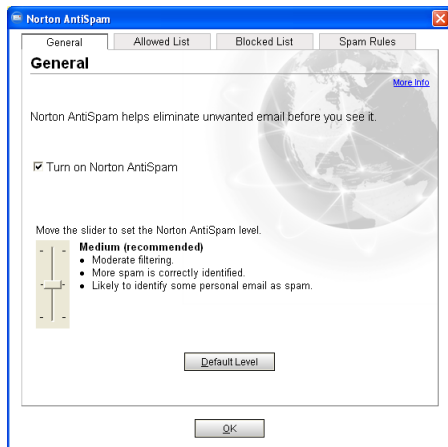 Norton AntiSpam
General Allowed List Blocked List Spam Rules
General
More Info
Norton AntiSpam helps eliminate unwanted email before you see it.
Turn on Norton AntiSpam
Move the slider to set the Norton AntiSpam level.
Medium (recommended)
• Moderate filtering.
• More spam is correctly identified.
• Likely to identify some personal email as spam.
Default Level
OK